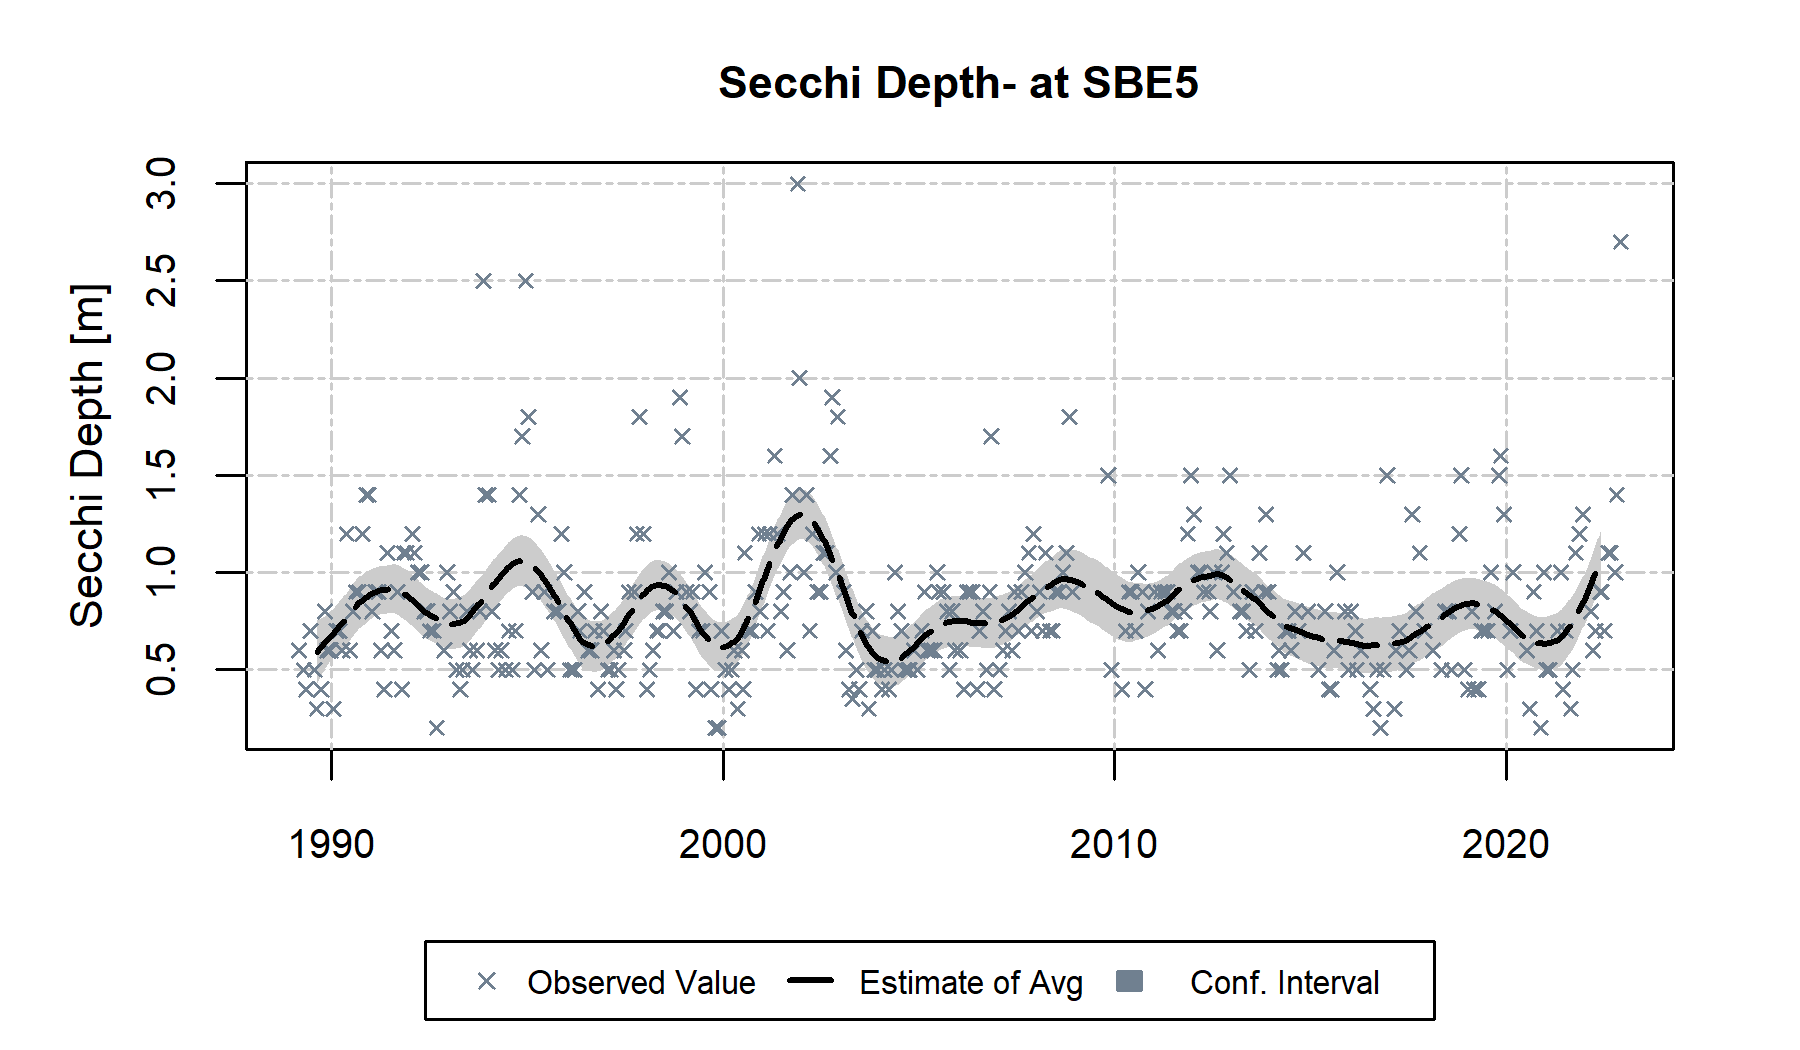 Secchi Depth- at SBE5
Secchi Depth [m]
3.0
2.5
2.0
1.5
1.0
0.5
1990 2000 2010 2020
Observed Value Estimate of Avg Conf. Interval